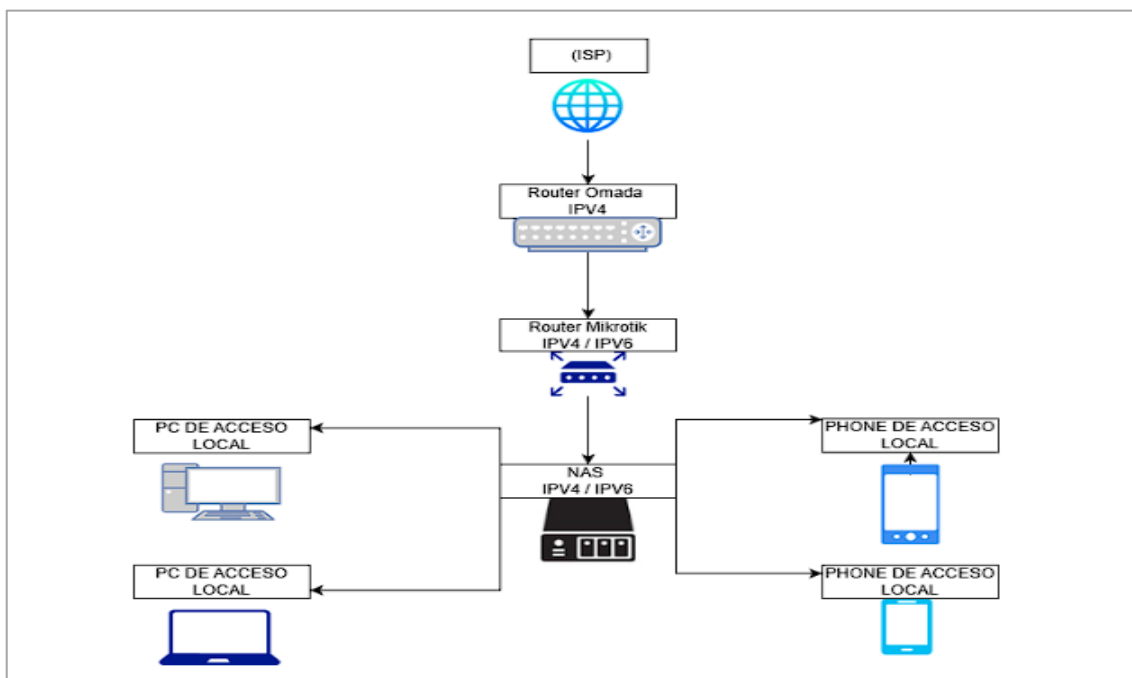 (ISP)
Router Omada
IPV4
Router Mikrotik
IPV4 / IPV6
PC DE ACCESO
LOCAL
PHONE DE ACCESO
LOCAL
NAS
IPV4 / IPV6
PC DE ACCESO
LOCAL
PHONE DE ACCESO
LOCAL